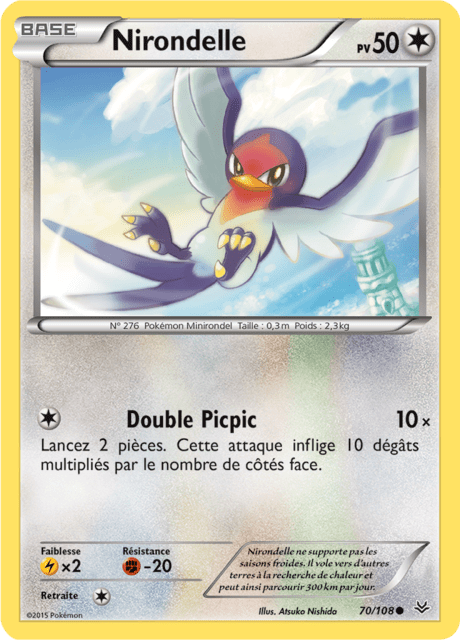 BASE
Nirondelle
PV 50
N° 276 Pokémon Minirondel Taille : 0,3 m Poids : 2,3 kg
Double Picpic 10×
Lancez 2 pièces. Cette attaque inflige 10 dégâts
multipliés par le nombre de côtés face.
Faiblesse Résistance
×2 -20
Retraite
Nirondelle ne supporte pas les
saisons froides. Il vole vers d'autres
terres à la recherche de chaleur et
peut ainsi parcourir 300 km par jour.
©2015 Pokémon Illus. Atsuko Nishida 70/108